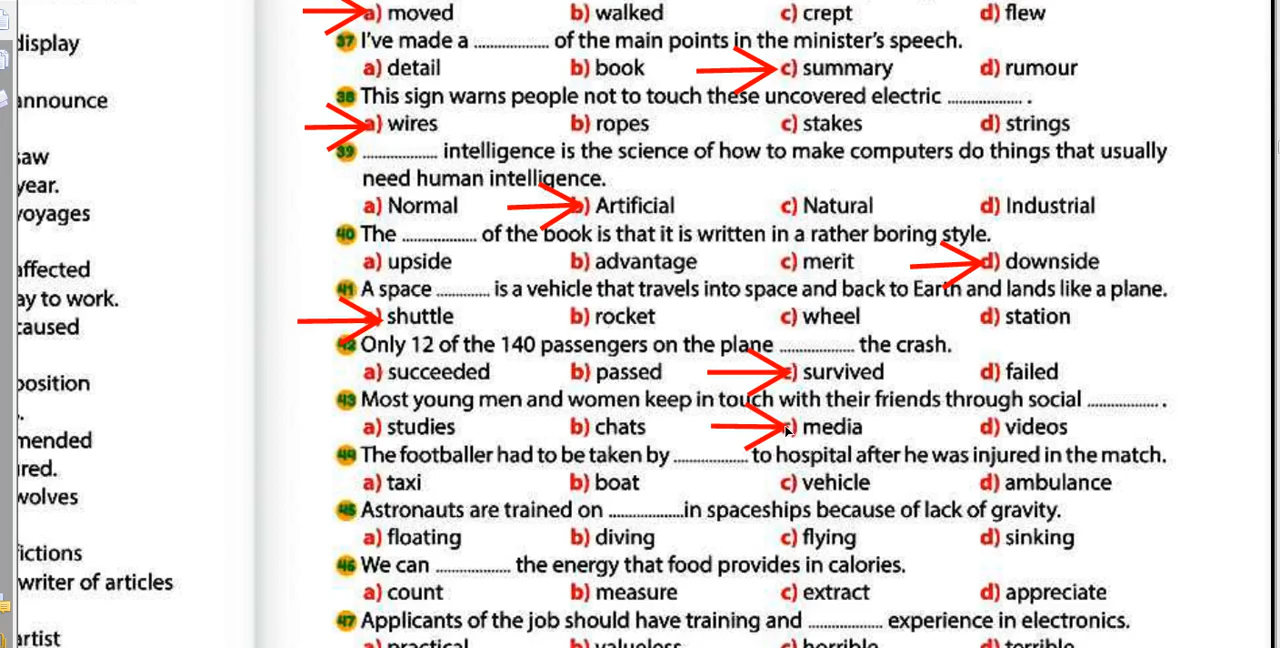 display
announce
saw
year.
voyages
affected
ay to work.
caused
position
.
mended
red.
wolves
fictions
writer of articles
artist
a) moved b) walked c) crept d) flew
37 I've made a .................. of the main points in the minister's speech.
a) detail b) book c) summary d) rumour
38 This sign warns people not to touch these uncovered electric .................. .
a) wires b) ropes c) stakes d) strings
39 .................. intelligence is the science of how to make computers do things that usually
need human intelligence.
a) Normal b) Artificial c) Natural d) Industrial
40 The .................. of the book is that it is written in a rather boring style.
a) upside b) advantage c) merit d) downside
41 A space ............. is a vehicle that travels into space and back to Earth and lands like a plane.
a) shuttle b) rocket c) wheel d) station
42 Only 12 of the 140 passengers on the plane .................. the crash.
a) succeeded b) passed c) survived d) failed
43 Most young men and women keep in touch with their friends through social .................. .
a) studies b) chats c) media d) videos
44 The footballer had to be taken by .................. to hospital after he was injured in the match.
a) taxi b) boat c) vehicle d) ambulance
45 Astronauts are trained on ..................in spaceships because of lack of gravity.
a) floating b) diving c) flying d) sinking
46 We can .................. the energy that food provides in calories.
a) count b) measure c) extract d) appreciate
47 Applicants of the job should have training and .................. experience in electronics.
a) practical b) valueless c) horrible d) terrible